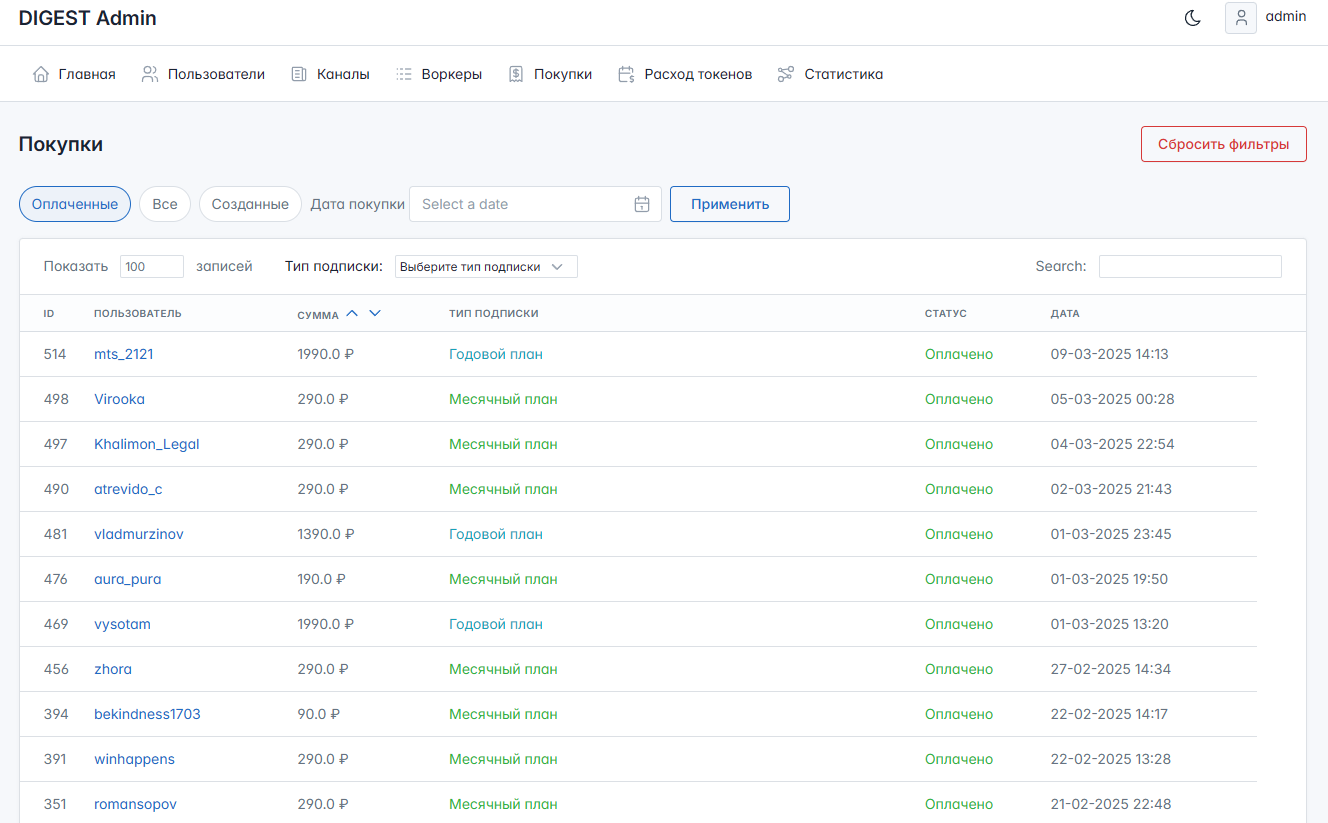 DIGEST Admin
admin
Главная Пользователи Каналы Воркеры Покупки Расход токенов Статистика
Покупки
Сбросить фильтры
Оплаченные Все Созданные Дата покупки Select a date Применить
Показать 100 записей Тип подписки: Выберите тип подписки Search:
ID ПОЛЬЗОВАТЕЛЬ СУММА ТИП ПОДПИСКИ СТАТУС ДАТА
514 mts_2121 1990.0 ₽ Годовой план Оплачено 09-03-2025 14:13
498 Virooka 290.0 ₽ Месячный план Оплачено 05-03-2025 00:28
497 Khalimon_Legal 290.0 ₽ Месячный план Оплачено 04-03-2025 22:54
490 atrevido_c 290.0 ₽ Месячный план Оплачено 02-03-2025 21:43
481 vladmurzinov 1390.0 ₽ Годовой план Оплачено 01-03-2025 23:45
476 aura_pura 190.0 ₽ Месячный план Оплачено 01-03-2025 19:50
469 vysotam 1990.0 ₽ Годовой план Оплачено 01-03-2025 13:20
456 zhora 290.0 ₽ Месячный план Оплачено 27-02-2025 14:34
394 bekindness1703 90.0 ₽ Месячный план Оплачено 22-02-2025 14:17
391 winhappens 290.0 ₽ Месячный план Оплачено 22-02-2025 13:28
351 romansopov 290.0 ₽ Месячный план Оплачено 21-02-2025 22:48